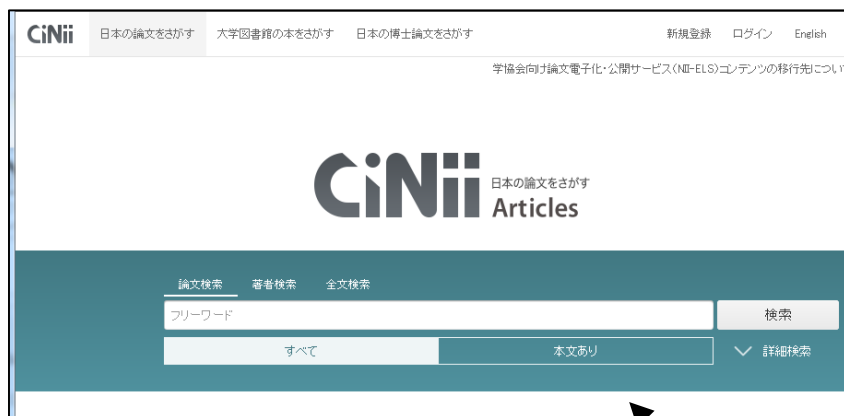 CiNii 日本の論文をさがす 大学図書館の本をさがす 日本の博士論文をさがす 新規登録 ログイン English
学協会向け論文電子化・公開サービス(NII-ELS)コンテンツの移行先につい
CiNii 日本の論文をさがす
Articles
論文検索 著者検索 全文検索
フリーワード 検索
すべて 本文あり 詳細検索